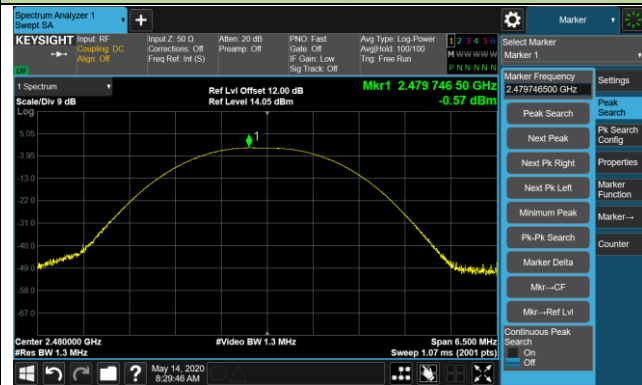 Spectrum Analyzer 1
Swept SA
Marker
KEYSIGHT
Input: RF
Coupling: DC
Align: Off
Input Z: 50 Ω
Corrections: Off
Freq Ref: Int (S)
Atten: 20 dB
Preamp: Off
PNO: Fast
Gate: Off
IF Gain: Low
Sig Track: Off
Avg Type: Log-Power
Avg|Hold: 100/100
Trig: Free Run
1 2 3 4 5 6
M W W W W W
P N N N N N
Select Marker
Marker 1
1 Spectrum
Scale/Div 9 dB
Log
Ref Lvl Offset 12.00 dB
Ref Level 14.05 dBm
Mkr1 2.479 746 50 GHz
-0.57 dBm
1
5.05
-3.95
-13.0
-22.0
-31.0
-40.0
-49.0
-58.0
-67.0
Center 2.480000 GHz
#Res BW 1.3 MHz
#Video BW 1.3 MHz
Span 6.500 MHz
Sweep 1.07 ms (2001 pts)
Marker Frequency
2.479746500 GHz
Peak Search
Next Peak
Next Pk Right
Next Pk Left
Minimum Peak
Pk-Pk Search
Marker Delta
Mkr→CF
Mkr→Ref Lvl
Continuous Peak
Search
On
Off
Settings
Peak
Search
Pk Search
Config
Properties
Marker
Function
Marker→
Counter
May 14, 2020
8:29:46 AM